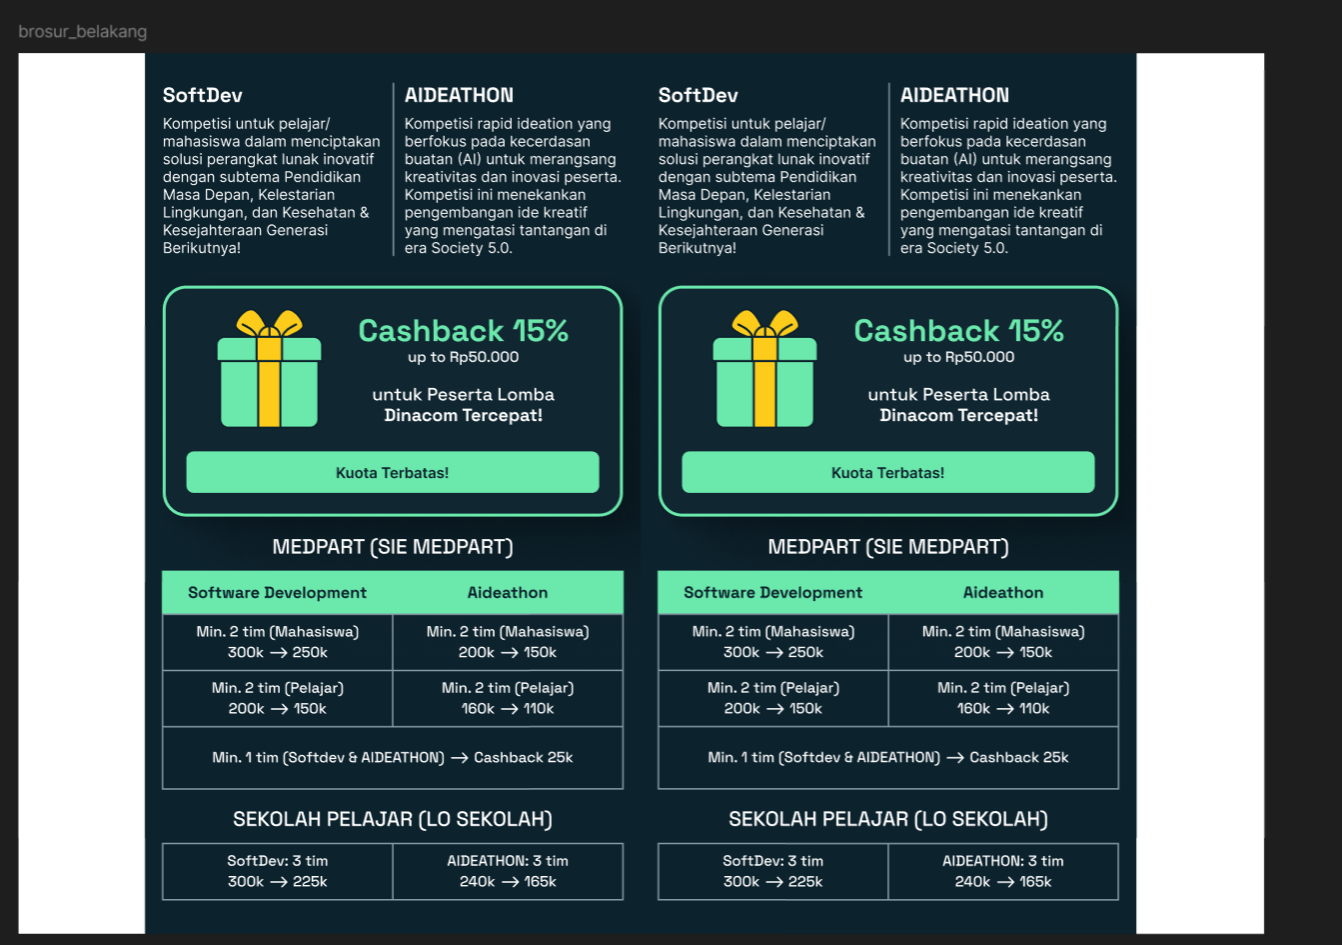 brosur_belakang
SoftDev
Kompetisi untuk pelajar/
mahasiswa dalam menciptakan
solusi perangkat lunak inovatif
dengan subtema Pendidikan
Masa Depan, Kelestarian
Lingkungan, dan Kesehatan &
Kesejahteraan Generasi
Berikutnya!
AIDEATHON
Kompetisi rapid ideation yang
berfokus pada kecerdasan
buatan (AI) untuk merangsang
kreativitas dan inovasi peserta.
Kompetisi ini menekankan
pengembangan ide kreatif
yang mengatasi tantangan di
era Society 5.0.
Cashback 15%
up to Rp50.000
untuk Peserta Lomba
Dinacom Tercepat!
Kuota Terbatas!
MEDPART (SIE MEDPART)
Software Development
Aideathon
Min. 2 tim (Mahasiswa)
300k → 250k
Min. 2 tim (Mahasiswa)
200k → 150k
Min. 2 tim (Pelajar)
200k → 150k
Min. 2 tim (Pelajar)
160k → 110k
Min. 1 tim (Softdev & AIDEATHON) → Cashback 25k
SEKOLAH PELAJAR (LO SEKOLAH)
SoftDev: 3 tim
300k → 225k
AIDEATHON: 3 tim
240k → 165k
SoftDev
Kompetisi untuk pelajar/
mahasiswa dalam menciptakan
solusi perangkat lunak inovatif
dengan subtema Pendidikan
Masa Depan, Kelestarian
Lingkungan, dan Kesehatan &
Kesejahteraan Generasi
Berikutnya!
AIDEATHON
Kompetisi rapid ideation yang
berfokus pada kecerdasan
buatan (AI) untuk merangsang
kreativitas dan inovasi peserta.
Kompetisi ini menekankan
pengembangan ide kreatif
yang mengatasi tantangan di
era Society 5.0.
Cashback 15%
up to Rp50.000
untuk Peserta Lomba
Dinacom Tercepat!
Kuota Terbatas!
MEDPART (SIE MEDPART)
Software Development
Aideathon
Min. 2 tim (Mahasiswa)
300k → 250k
Min. 2 tim (Mahasiswa)
200k → 150k
Min. 2 tim (Pelajar)
200k → 150k
Min. 2 tim (Pelajar)
160k → 110k
Min. 1 tim (Softdev & AIDEATHON) → Cashback 25k
SEKOLAH PELAJAR (LO SEKOLAH)
SoftDev: 3 tim
300k → 225k
AIDEATHON: 3 tim
240k → 165k